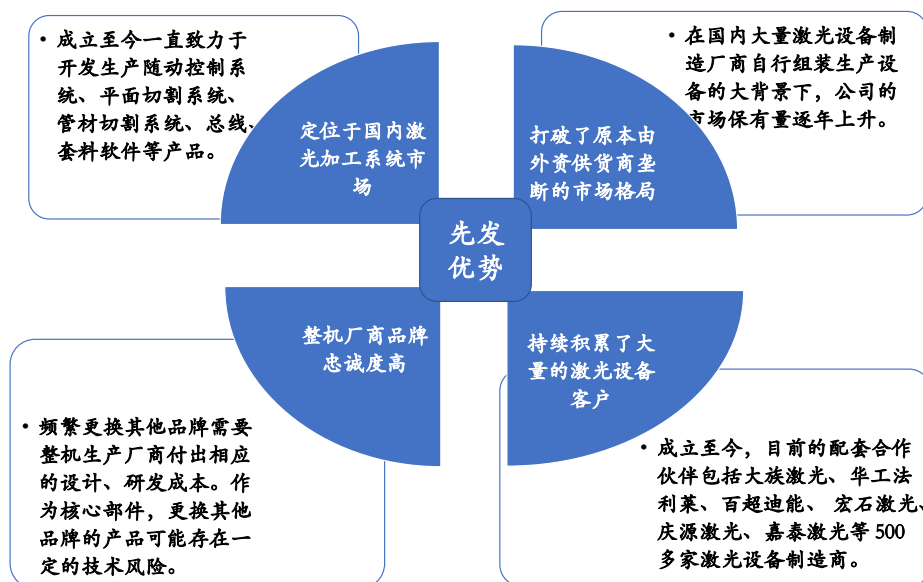 • 成立至今一直致力于
开发生产随动控制系
统、平面切割系统、
管材切割系统、总线、
套料软件等产品。
定位于国内激
光加工系统市
场
打破了原本由
外资供货商垄
断的市场格局
• 在国内大量激光设备制
造厂商自行组装生产设
备的大背景下，公司的
市场保有量逐年上升。
先发
优势
• 频繁更换其他品牌需要
整机生产厂商付出相应
的设计、研发成本。作
为核心部件，更换其他
品牌的产品可能存在一
定的技术风险。
整机厂商品牌
忠诚度高
持续积累了大
量的激光设备
客户
• 成立至今，目前的配套合作
伙伴包括大族激光、华工法
利莱、百超迪能、 宏石激光、
庆源激光、嘉泰激光等 500
多家激光设备制造商。